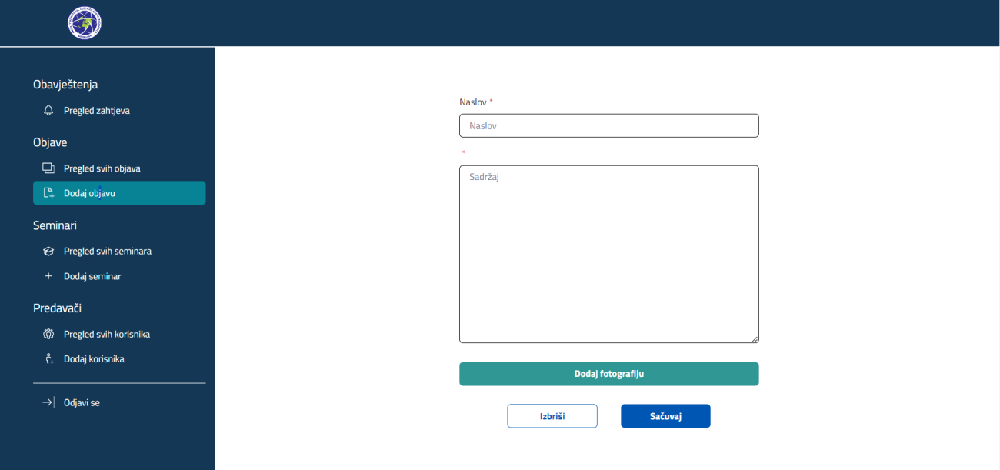 Obavještenja
Pregled zahtjeva
Objave
Pregled svih objava
Dodaj objavu
Seminari
Pregled svih seminara
Dodaj seminar
Predavači
Pregled svih korisnika
Dodaj korisnika
Odjavi se
Naslov *
Naslov
*
Sadržaj
Dodaj fotografiju
Izbriši
Sačuvaj